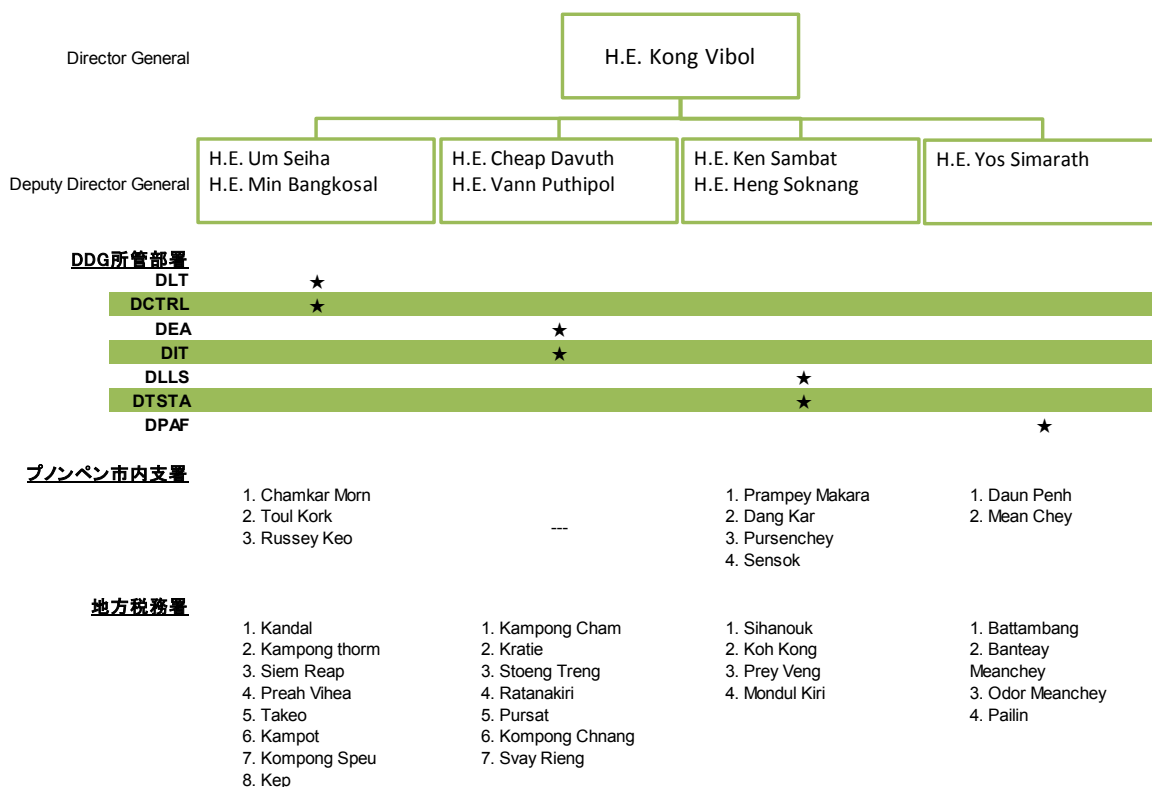 Director General
H.E. Kong Vibol
Deputy Director General
H.E. Um Seiha
H.E. Min Bangkosal
H.E. Cheap Davuth
H.E. Vann Puthipol
H.E. Ken Sambat
H.E. Heng Soknang
H.E. Yos Simarath
DDG所管部署
DLT ★
DCTRL ★
DEA ★
DIT ★
DLLS ★
DTSTA ★
DPAF ★
プノンペン市内支署
1. Chamkar Morn
2. Toul Kork
3. Russey Keo
---
1. Prampey Makara
2. Dang Kar
3. Pursenchey
4. Sensok
1. Daun Penh
2. Mean Chey
地方税務署
1. Kandal
2. Kampong thorm
3. Siem Reap
4. Preah Vihea
5. Takeo
6. Kampot
7. Kompong Speu
8. Kep
1. Kampong Cham
2. Kratie
3. Stoeng Treng
4. Ratanakiri
5. Pursat
6. Kompong Chnang
7. Svay Rieng
1. Sihanouk
2. Koh Kong
3. Prey Veng
4. Mondul Kiri
1. Battambang
2. Banteay
Meanchey
3. Odor Meanchey
4. Pailin